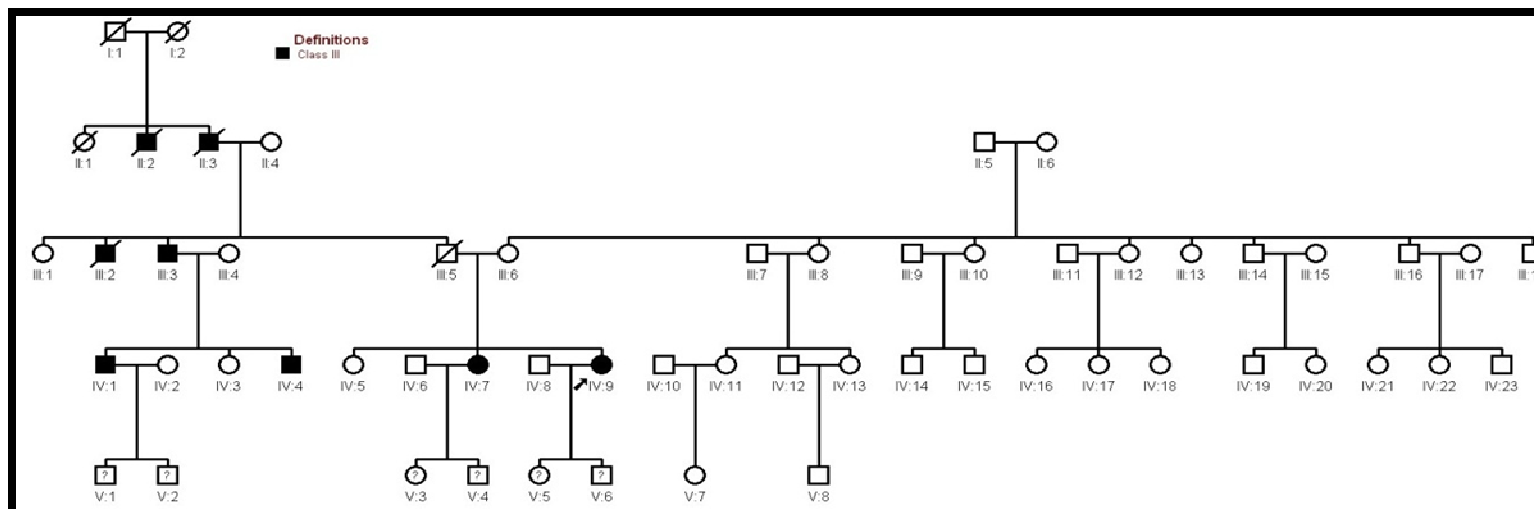 Definitions
Class III
I:1 I:2
II:1 II:2 II:3 II:4 II:5 II:6
III:1 III:2 III:3 III:4 III:5 III:6 III:7 III:8 III:9 III:10 III:11 III:12 III:13 III:14 III:15 III:16 III:17
IV:1 IV:2 IV:3 IV:4 IV:5 IV:6 IV:7 IV:8 IV:9 IV:10 IV:11 IV:12 IV:13 IV:14 IV:15 IV:16 IV:17 IV:18 IV:19 IV:20 IV:21 IV:22 IV:23
? ? ? ? ? ?
V:1 V:2 V:3 V:4 V:5 V:6 V:7 V:8